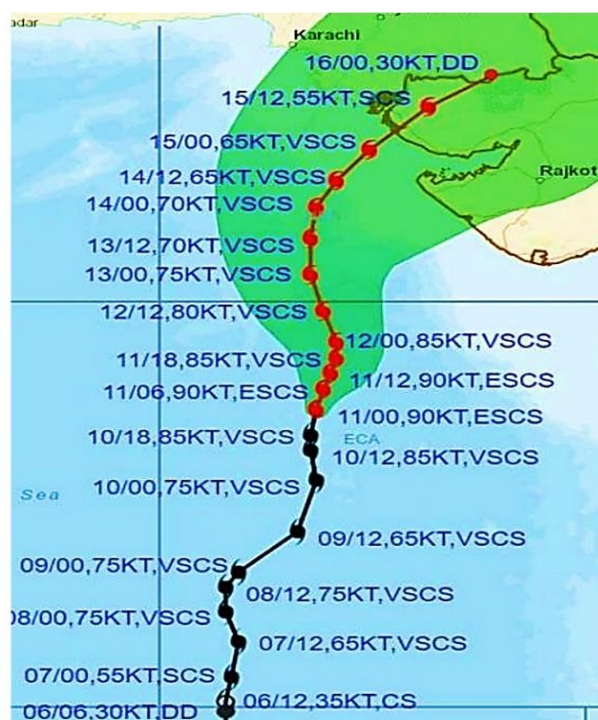 adar
Karachi
16/00,30KT,DD
15/12,55KT,SCS
15/00,65KT,VSCS
Rajkot
14/12,65KT,VSCS
14/00,70KT,VSCS
13/12,70KT,VSCS
13/00,75KT,VSCS
12/12,80KT,VSCS
12/00,85KT,VSCS
11/18,85KT,VSCS
11/12,90KT,ESCS
11/06,90KT,ESCS
11/00,90KT,ESCS
10/18,85KT,VSCS
ECA
10/12,85KT,VSCS
10/00,75KT,VSCS
Sea
09/12,65KT,VSCS
09/00,75KT,VSCS
08/12,75KT,VSCS
08/00,75KT,VSCS
07/12,65KT,VSCS
07/00,55KT,SCS
06/12,35KT,CS
06/06,30KT,DD